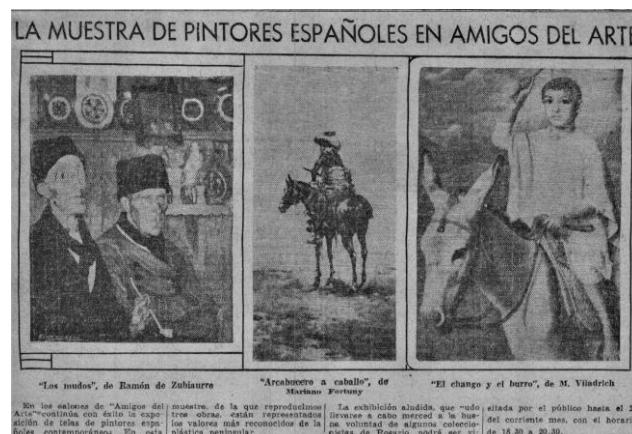 LA MUESTRA DE PINTORES ESPAÑOLES EN AMIGOS DEL ARTE
"Los mudos", de Ramón de Zubiaurre
"Arcabucero a caballo", de
Mariano Fortuny
"El chango y el burro", de M. Viladrich
En los salones de "Amigos del
Arte" continúa con éxito la expo-
sición de telas de pintores espa-
ñoles contemporáneos. En esta
muestra, de la que reproducimos
tres obras, están representados
los valores más reconocidos de la
plástica peninsular.
La exhibición aludida, que pudo
llevarse a cabo merced a la bue-
na voluntad de algunos coleccio-
nistas de Rosario, podrá ser vi-
sitada por el público hasta el
del corriente mes, con el horario
de 18.30 a 20.30.